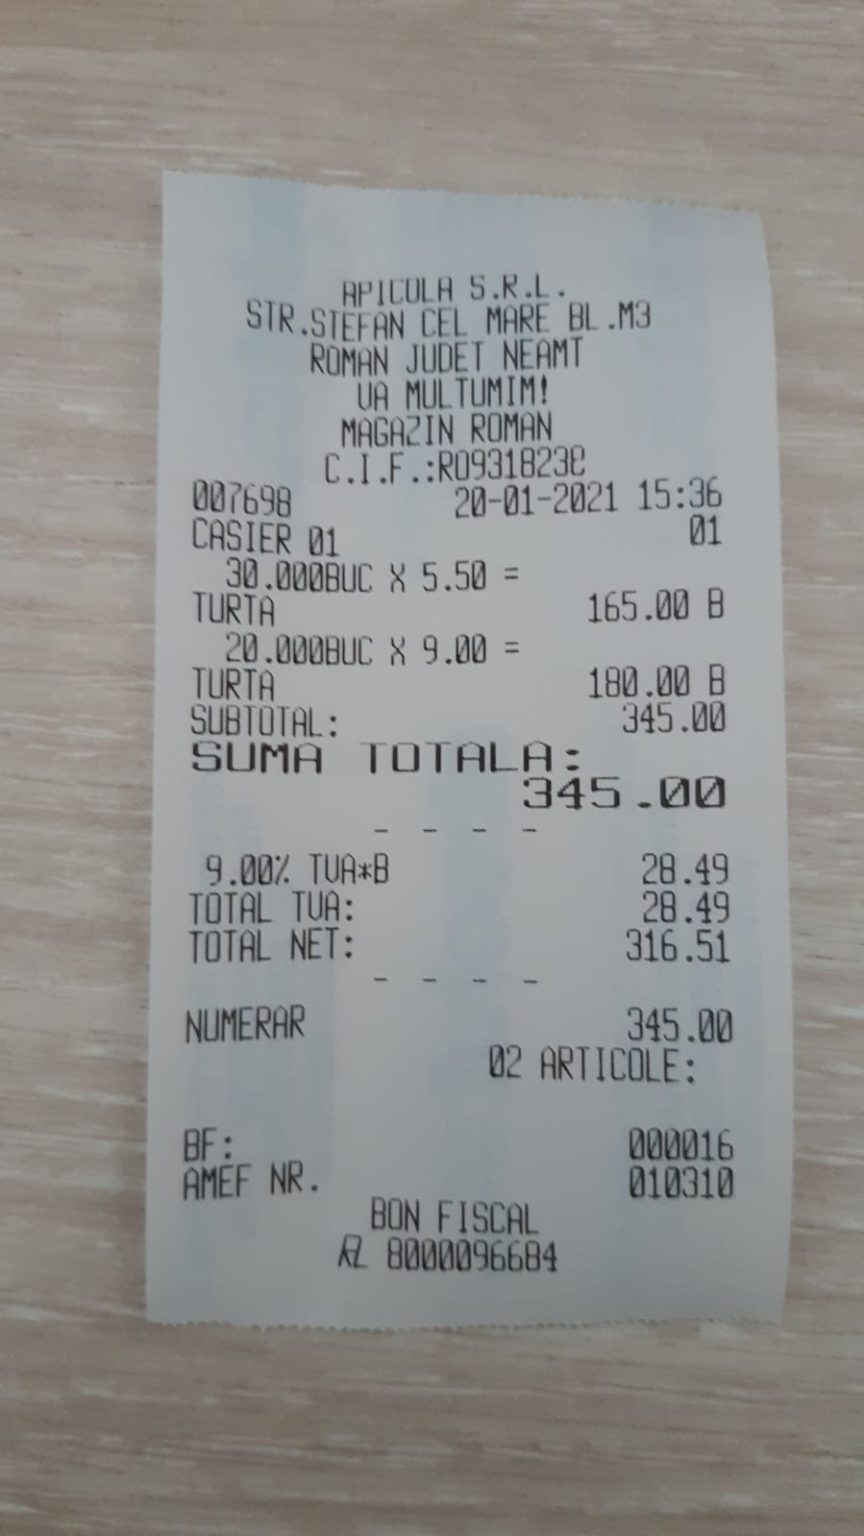 APICULA S.R.L.
STR.STEFAN CEL MARE BL.M3
ROMAN JUDET NEAMT
VA MULTUMIM!
MAGAZIN ROMAN
C.I.F.:RO9318238
007698 20-01-2021 15:36
CASIER 01 01
30.000BUC X 5.50 =
TURTA 165.00 B
20.000BUC X 9.00 =
TURTA 180.00 B
SUBTOTAL: 345.00
SUMA TOTALA:
345.00
- - - -
9.00% TVA*B 28.49
TOTAL TVA: 28.49
TOTAL NET: 316.51
- - - -
NUMERAR 345.00
02 ARTICOLE:
BF: 000016
AMEF NR. 010310
BON FISCAL
8000096684